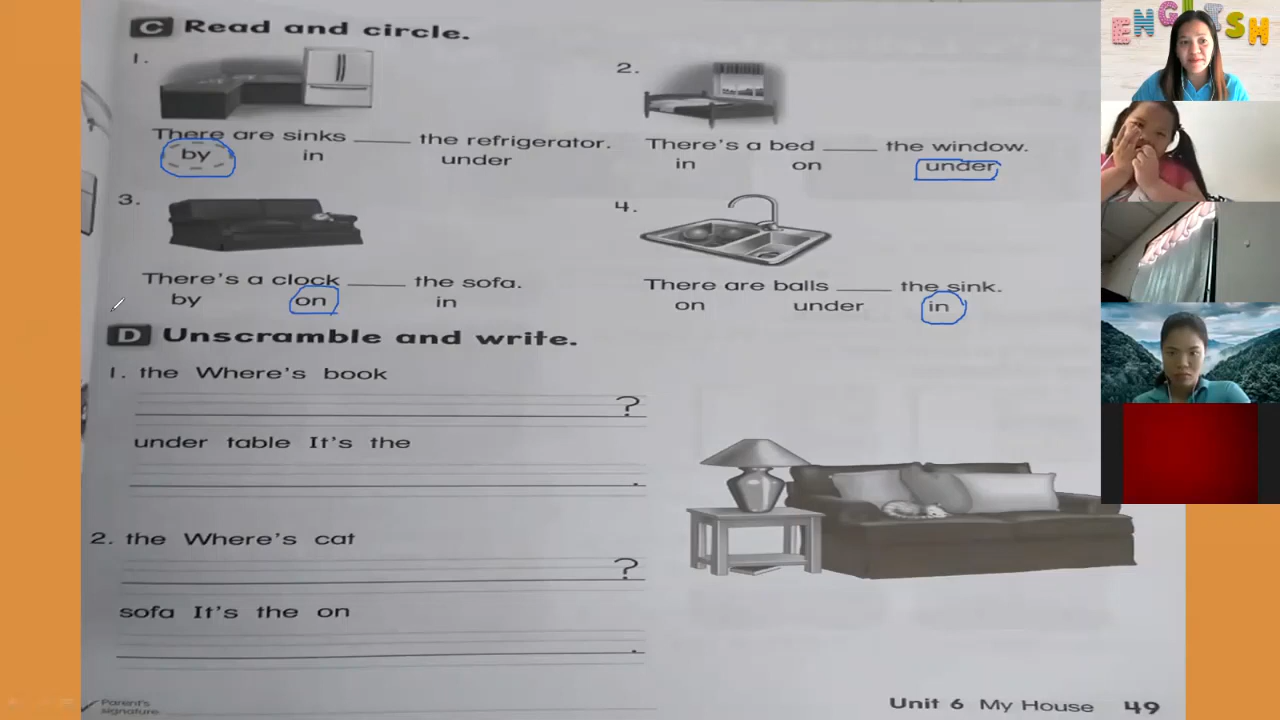 C Read and circle.
1.
There are sinks ____ the refrigerator.
by in under
2.
There's a bed ____ the window.
in on under
3.
There's a clock ____ the sofa.
by on in
4.
There are balls ____ the sink.
on under in
D Unscramble and write.
1. the Where's book
?
under table It's the
.
2. the Where's cat
?
sofa It's the on
.
Parent's
signature
Unit 6 My House 49
ENGLISH